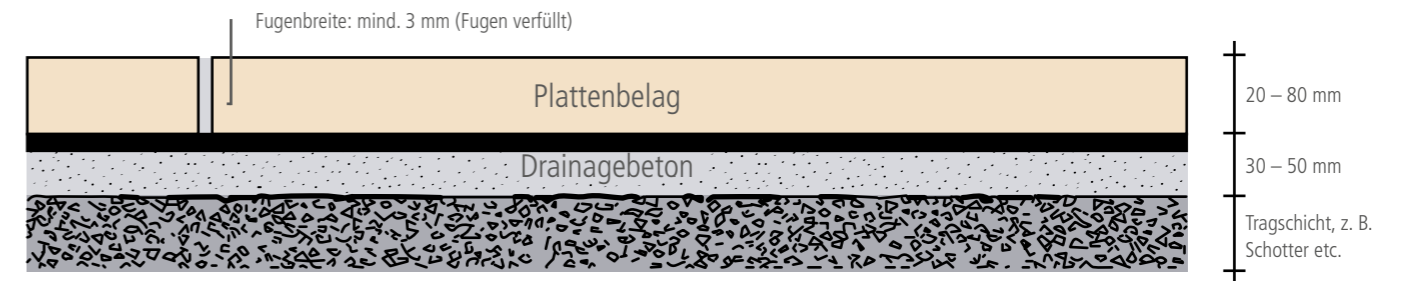 Fugenbreite: mind. 3 mm (Fugen verfüllt)
Plattenbelag
20 – 80 mm
Drainagebeton
30 – 50 mm
Tragschicht, z. B.
Schotter etc.